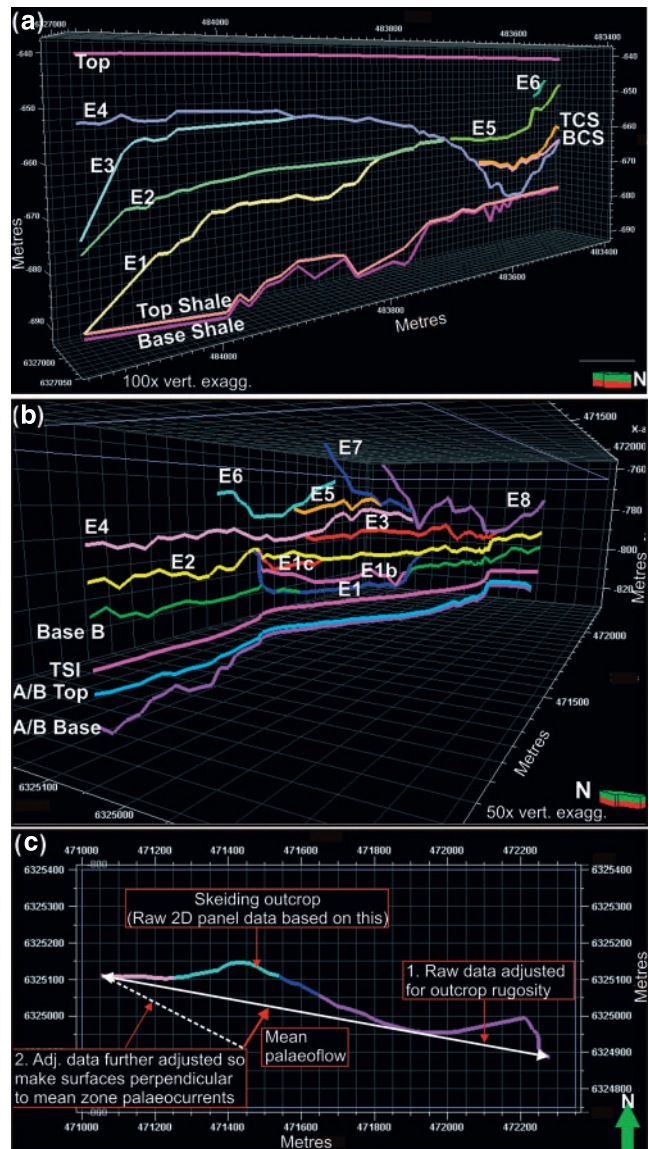 (a)
6327000
484000
483800
483600
483400
-640
-650
-660
-670
-680
-690
Metres
Top
E4
E3
E2
E1
E6
E5
TCS
BCS
-640
-650
-660
-670
-680
-690
Metres
Top Shale
Base Shale
483400
483600
483800
Metres
484000
6327000
6327050
100x vert. exagg.
N
(b)
471500
472000
X-a
-760
-780
-800
-820
E7
E6
E5
E4
E3
E8
E2
E1c
E1b
E1
Base B
TSI
A/B Top
A/B Base
472000
471500
Metres
6325100
6325000
N
50x vert. exagg.
(c)
471000 471200 471400 471600 471800 472000 472200
6325400
6325300
6325200
6325100
6325000
6324900
6324800
Skeiding outcrop
(Raw 2D panel data based on this)
1. Raw data adjusted
for outcrop rugosity
Mean
palaeoflow
2. Adj. data further adjusted so
make surfaces perpendicular
to mean zone palaeocurrents
6325400
6325300
6325200
6325100
6325000
6324900
6324800
Metres
N
471000 471200 471400 471600 471800 472000 472200
Metres